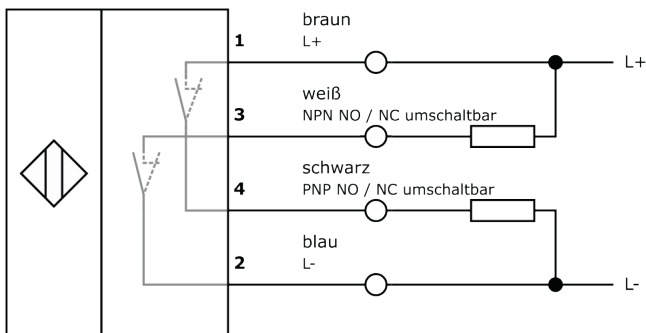 braun
1 L+
L+
weiß
3 NPN NO / NC umschaltbar
schwarz
4 PNP NO / NC umschaltbar
blau
2 L-
L-